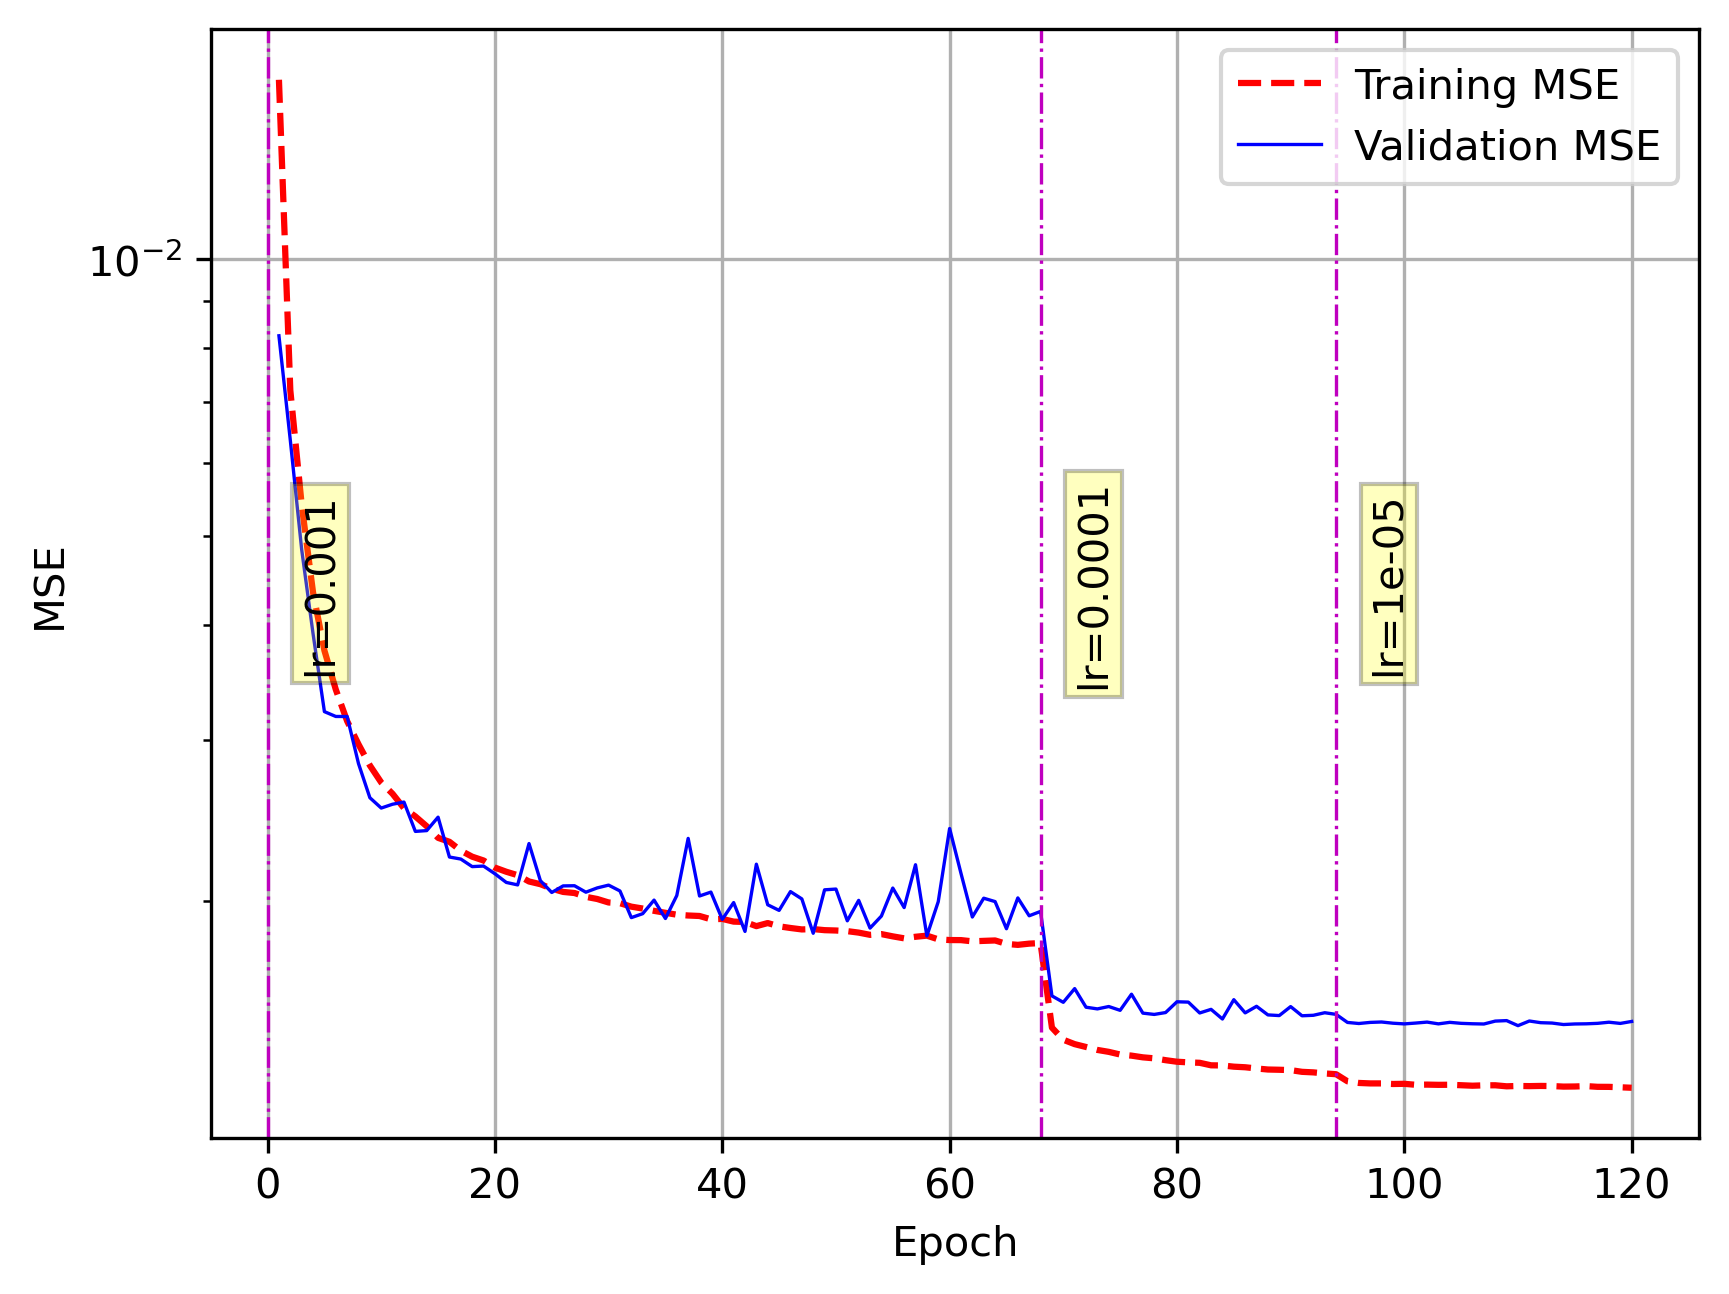 Training MSE
Validation MSE
10⁻²
MSE
lr=0.001
lr=0.0001
lr=1e-05
0 20 40 60 80 100 120
Epoch